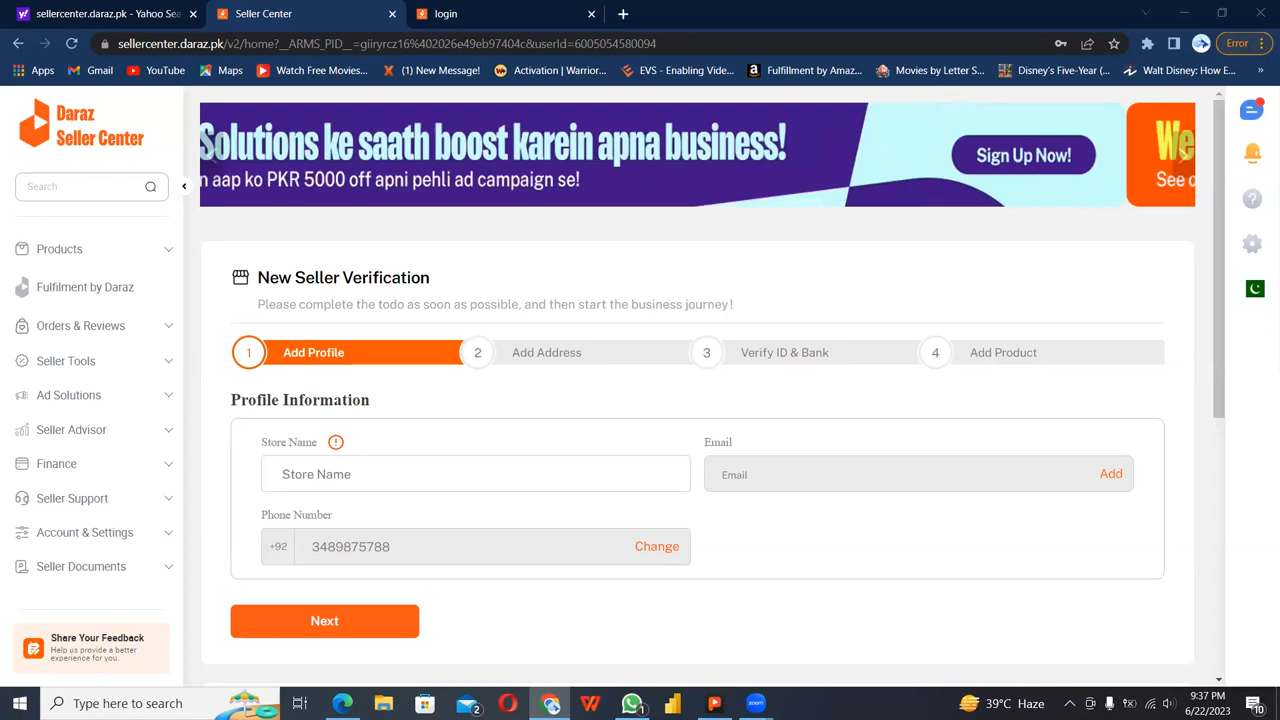 sellercenter.daraz.pk - Yahoo Sea
Seller Center
login
sellercenter.daraz.pk/v2/home?__ARMS_PID__=giiryrcz16%402026e49eb97404c&userId=6005054580094
Error
Apps
Gmail
YouTube
Maps
Watch Free Movies...
(1) New Message!
Activation | Warrior...
EVS - Enabling Vide...
Fulfillment by Amaz...
Movies by Letter S...
Disney's Five-Year (...
Walt Disney: How E...
»
Daraz
Seller Center
Search
Products
Fulfilment by Daraz
Orders & Reviews
Seller Tools
Ad Solutions
Seller Advisor
Finance
Seller Support
Account & Settings
Seller Documents
Share Your Feedback
Help us provide a better
experience for you.
Solutions ke saath boost karein apna business!
n aap ko PKR 5000 off apni pehli ad campaign se!
Sign Up Now!
We
See
New Seller Verification
Please complete the todo as soon as possible, and then start the business journey!
1 Add Profile 2 Add Address 3 Verify ID & Bank 4 Add Product
Profile Information
Store Name
Email
Store Name
Email
Add
Phone Number
+92
3489875788
Change
Next
Type here to search
2
1
zoom
39°C Haze
9:37 PM
6/22/2023
10